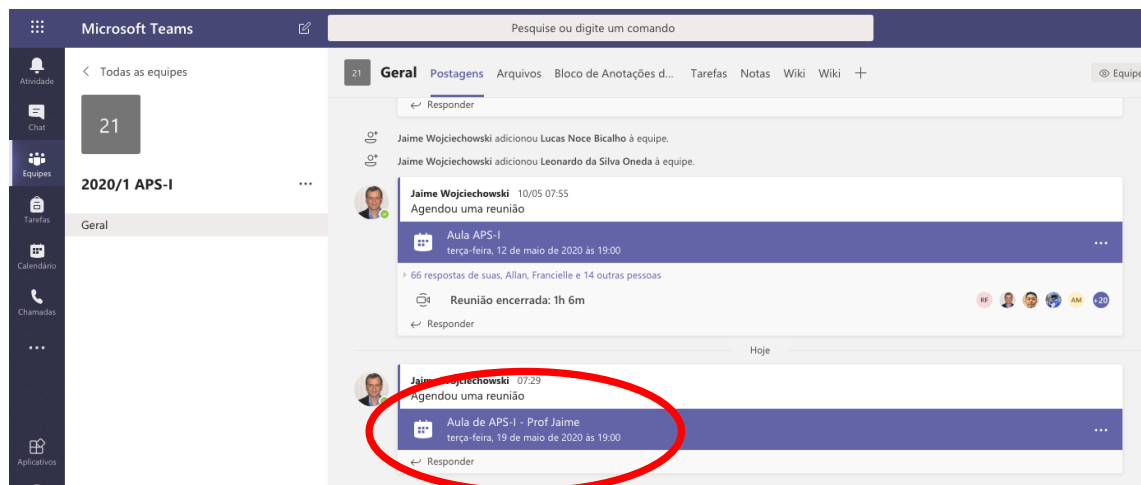 Microsoft Teams
Pesquise ou digite um comando
Atividade
Chat
Equipes
Tarefas
Calendário
Chamadas
Aplicativos
Todas as equipes
21
2020/1 APS-I
Geral
21 Geral Postagens Arquivos Bloco de Anotações d... Tarefas Notas Wiki Wiki
Equipe
Responder
Jaime Wojciechowski adicionou Lucas Noce Bicalho à equipe.
Jaime Wojciechowski adicionou Leonardo da Silva Oneda à equipe.
Jaime Wojciechowski 10/05 07:55
Agendou uma reunião
Aula APS-I
terça-feira, 12 de maio de 2020 às 19:00
66 respostas de suas, Allan, Francielle e 14 outras pessoas
Reunião encerrada: 1h 6m
RF AM +20
Responder
Hoje
Jaime Wojciechowski 07:29
Agendou uma reunião
Aula de APS-I - Prof Jaime
terça-feira, 19 de maio de 2020 às 19:00
Responder